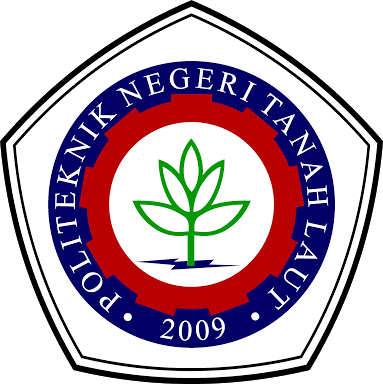 POLITEKNIK NEGERI TANAH LAUT
2009